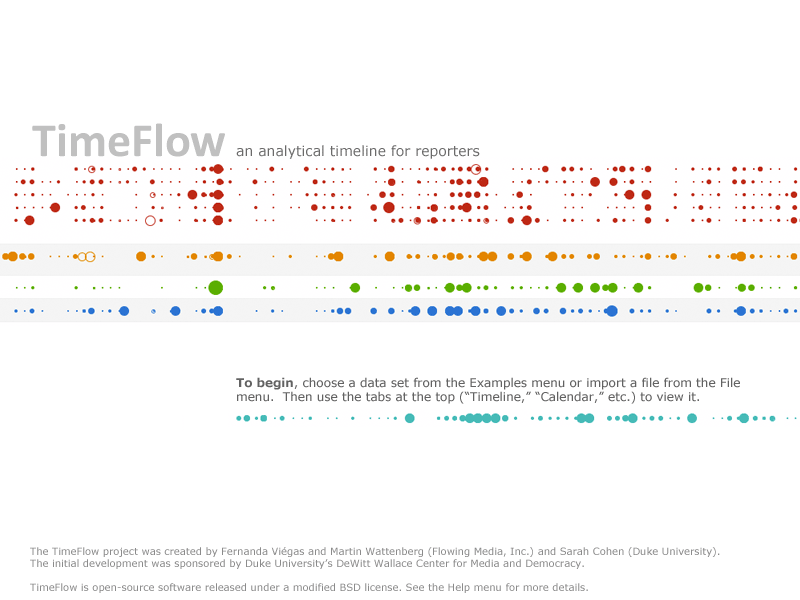 TimeFlow an analytical timeline for reporters
To begin, choose a data set from the Examples menu or import a file from the File
menu.  Then use the tabs at the top (“Timeline,” “Calendar,” etc.) to view it.
The TimeFlow project was created by Fernanda Viégas and Martin Wattenberg (Flowing Media, Inc.) and Sarah Cohen (Duke University).
The initial development was sponsored by Duke University’s DeWitt Wallace Center for Media and Democracy.
TimeFlow is open-source software released under a modified BSD license. See the Help menu for more details.